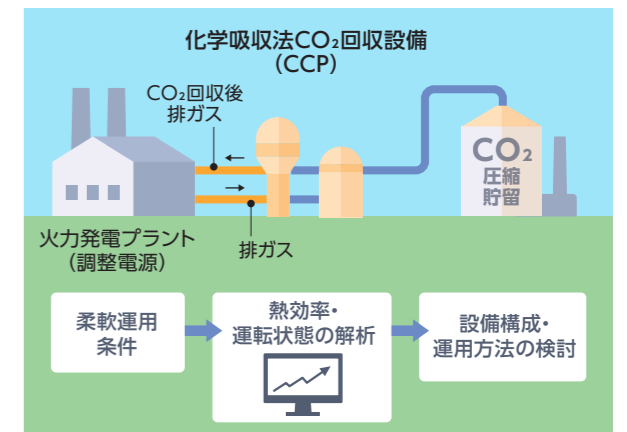 化学吸収法CO₂回収設備
(CCP)
CO₂回収後
排ガス
CO₂
圧縮
貯留
火力発電プラント
(調整電源)
排ガス
柔軟運用
条件
熱効率・
運転状態の解析
設備構成・
運用方法の検討